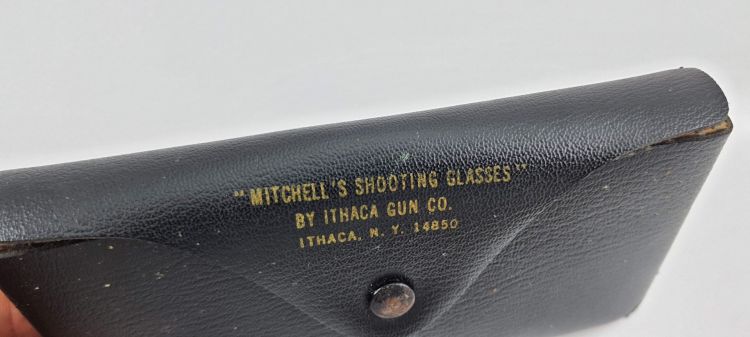 "MITCHELL'S SHOOTING GLASSES"
BY ITHACA GUN CO.
ITHACA, N. Y. 14850